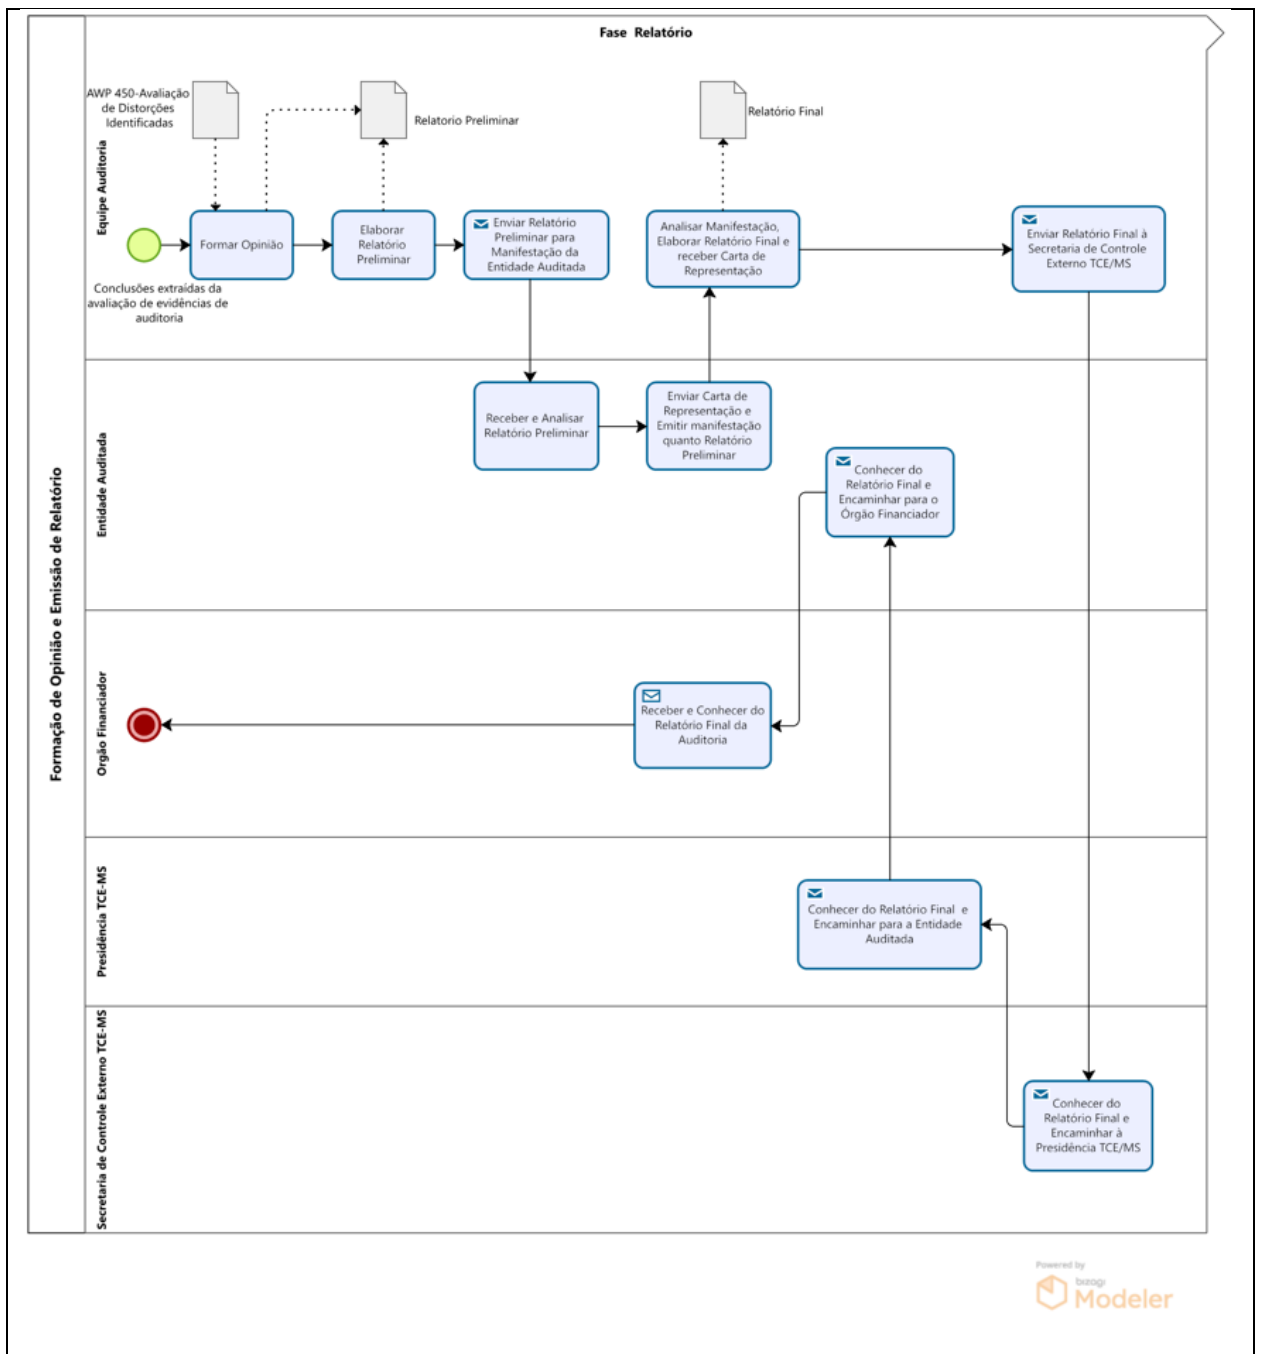 Fase Relatório
Formação de Opinião e Emissão de Relatório
Equipe Auditoria
AWP 450-Avaliação
de Distorções
Identificadas
Relatorio Preliminar
Relatório Final
Conclusões extraídas da
avaliação de evidências de
auditoria
Formar Opinião
Elaborar
Relatório
Preliminar
Enviar Relatório
Preliminar para
Manifestação da
Entidade Auditada
Analisar Manifestação,
Elaborar Relatório Final e
receber Carta de
Representação
Enviar Relatório Final à
Secretaria de Controle
Externo TCE/MS
Entidade Auditada
Receber e Analisar
Relatório Preliminar
Enviar Carta de
Representação e
Emitir manifestação
quanto Relatório
Preliminar
Conhecer do
Relatório Final e
Encaminhar para o
Órgão Financiador
Orgão Financiador
Receber e Conhecer do
Relatório Final da
Auditoria
Presidência TCE-MS
Conhecer do Relatório Final e
Encaminhar para a Entidade
Auditada
Secretaria de Controle Externo TCE-MS
Conhecer do
Relatório Final e
Encaminhar à
Presidência TCE/MS
Powered by
bizagi
Modeler